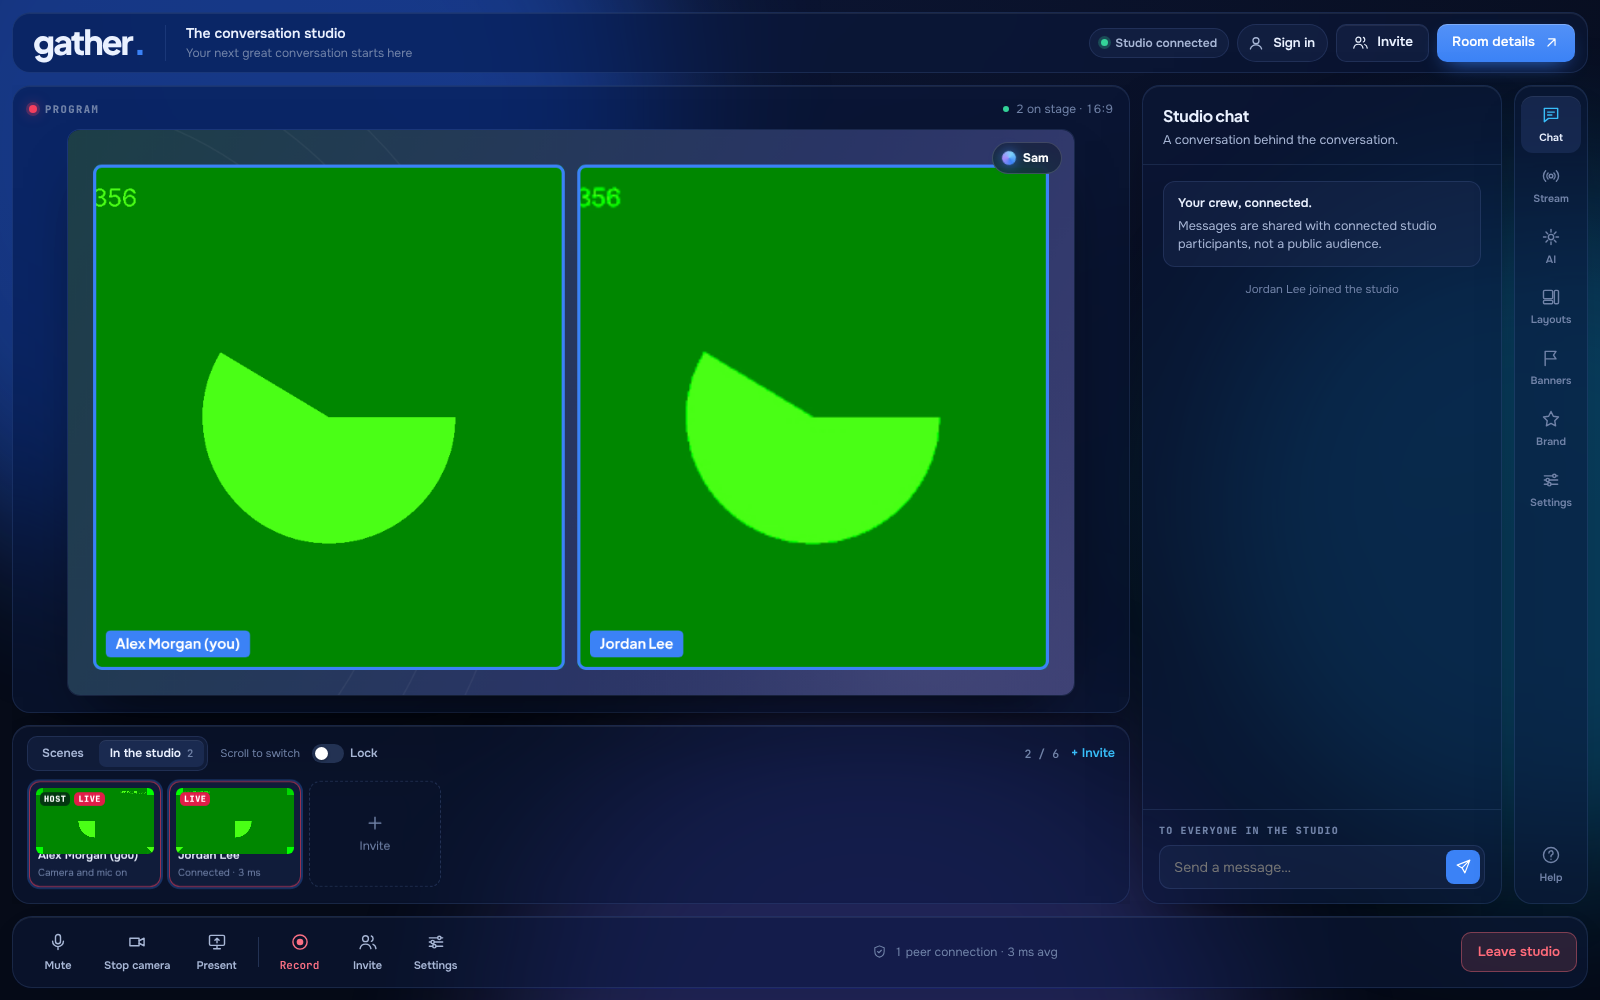 gather.
The conversation studio
Your next great conversation starts here
Studio connected
Sign in
Invite
Room details
PROGRAM
2 on stage · 16:9
Sam
356
356
Alex Morgan (you)
Jordan Lee
Studio chat
A conversation behind the conversation.
Your crew, connected.
Messages are shared with connected studio
participants, not a public audience.
Jordan Lee joined the studio
TO EVERYONE IN THE STUDIO
Send a message...
Chat
Stream
AI
Layouts
Banners
Brand
Settings
Help
Scenes
In the studio 2
Scroll to switch
Lock
2 / 6
+ Invite
HOST
LIVE
Alex Morgan (you)
Camera and mic on
LIVE
Jordan Lee
Connected · 3 ms
Invite
Mute
Stop camera
Present
Record
Invite
Settings
1 peer connection · 3 ms avg
Leave studio